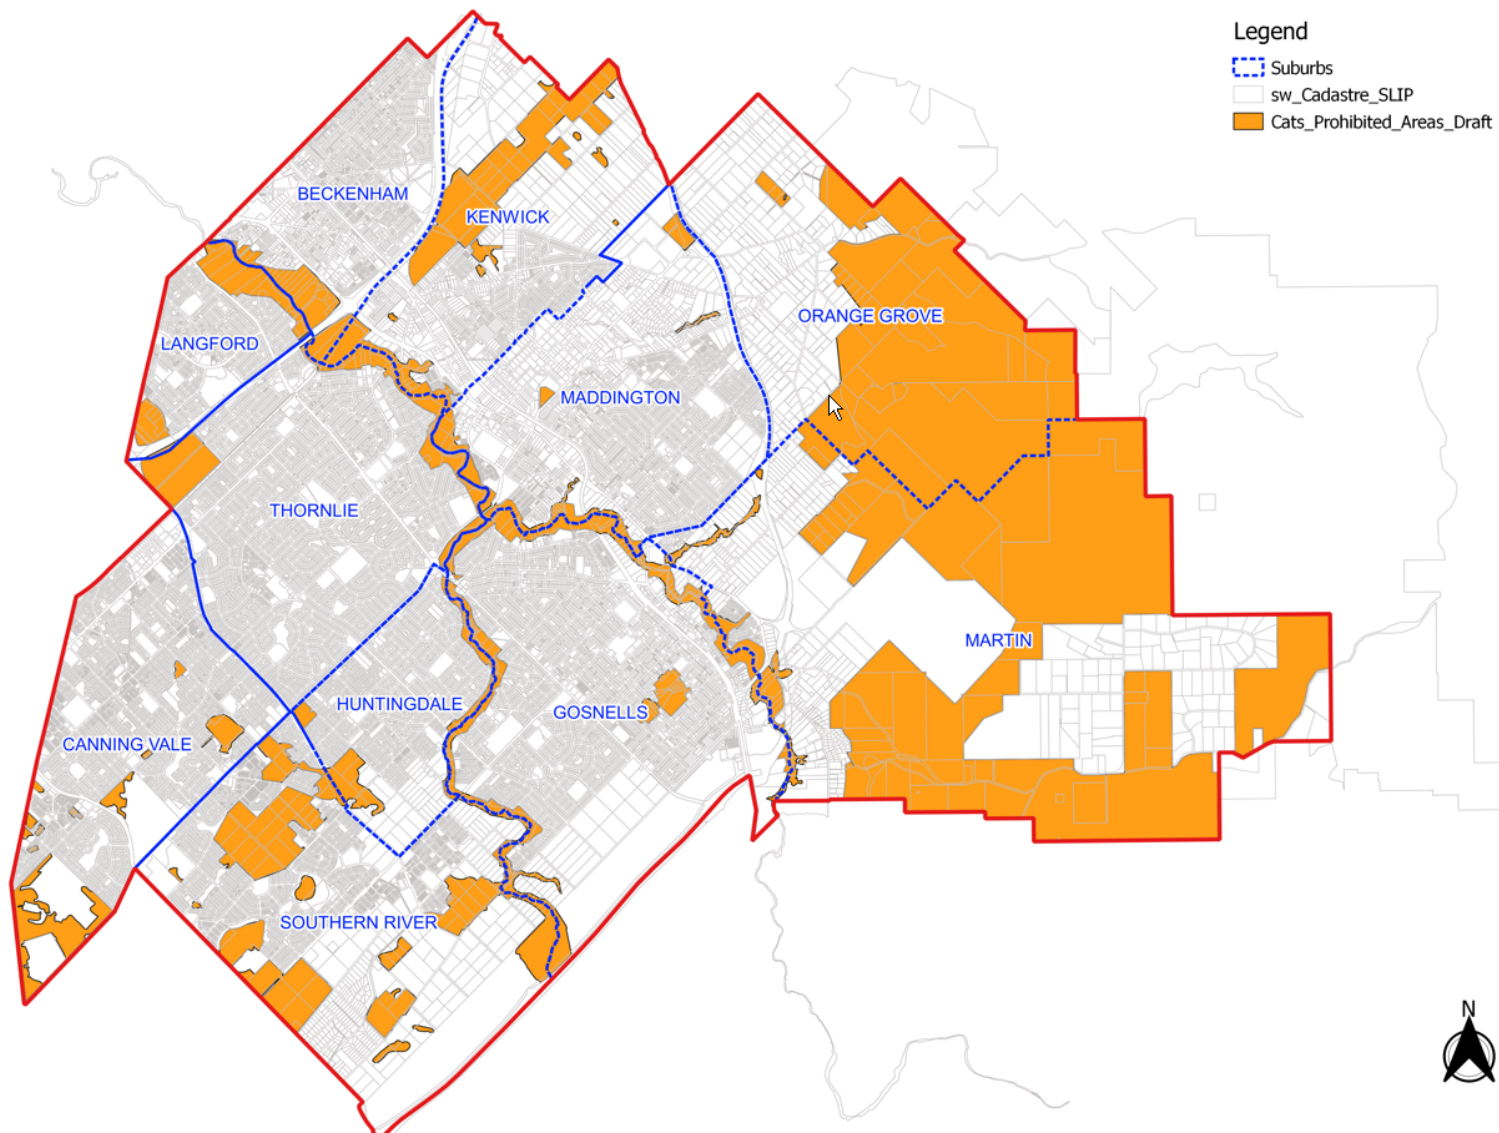 Legend
Suburbs
sw_Cadastre_SLIP
Cats_Prohibited_Areas_Draft
BECKENHAM
KENWICK
ORANGE GROVE
LANGFORD
MADDINGTON
THORNLIE
MARTIN
HUNTINGDALE
GOSNELLS
CANNING VALE
SOUTHERN RIVER
N